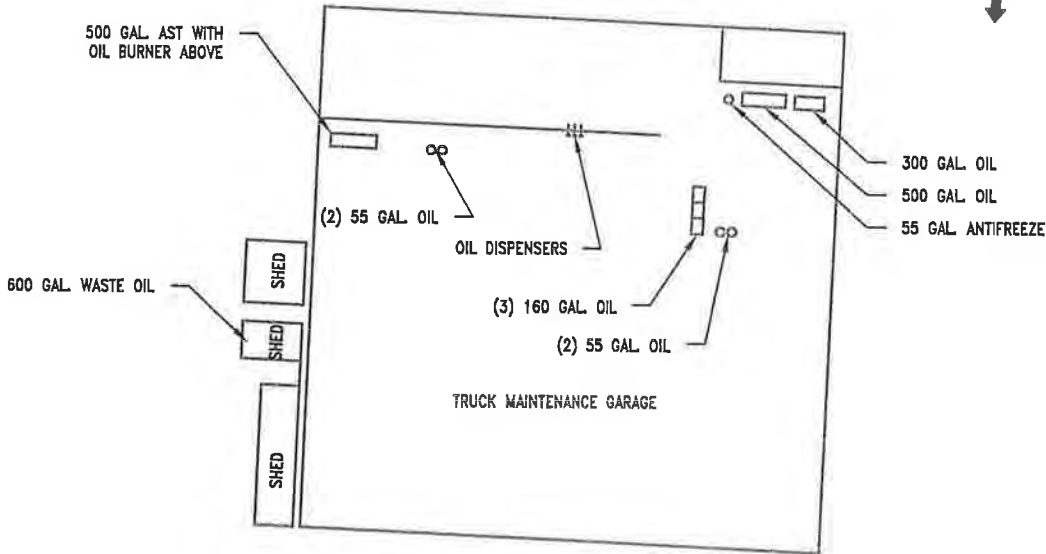 500 GAL. AST WITH
OIL BURNER ABOVE
300 GAL. OIL
500 GAL. OIL
55 GAL. ANTIFREEZE
(2) 55 GAL. OIL
OIL DISPENSERS
SHED
600 GAL. WASTE OIL
(3) 160 GAL. OIL
SHED
(2) 55 GAL. OIL
TRUCK MAINTENANCE GARAGE
SHED